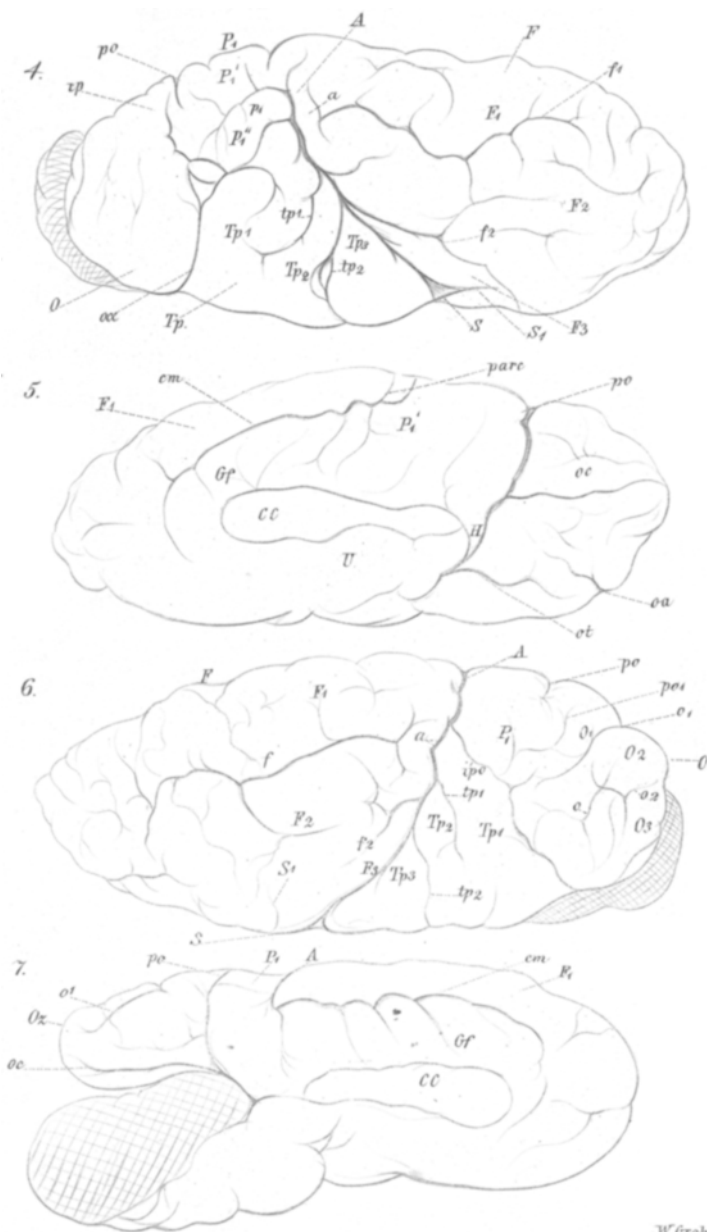 4.
ip
po
P1
P1'
p1
P1"
A
a
F
F1
f1
F2
f2
Tp1
tp1
Tp2
tp2
Tp3
O
Tp.
S
S1
F3
5.
F1
cm
parc
po
P1'
Gf
CC
oc
U
H
ot
oa
6.
F
F1
A
po
po1
o1
f
a
P1
O1
O2
O
ipo
tp1
o
o2
O3
F2
f2
Tp2
Tp1
S1
F3
Tp3
tp2
S
7.
po
P1
A
cm
F1
o1
Oz
oc
Gf
CC